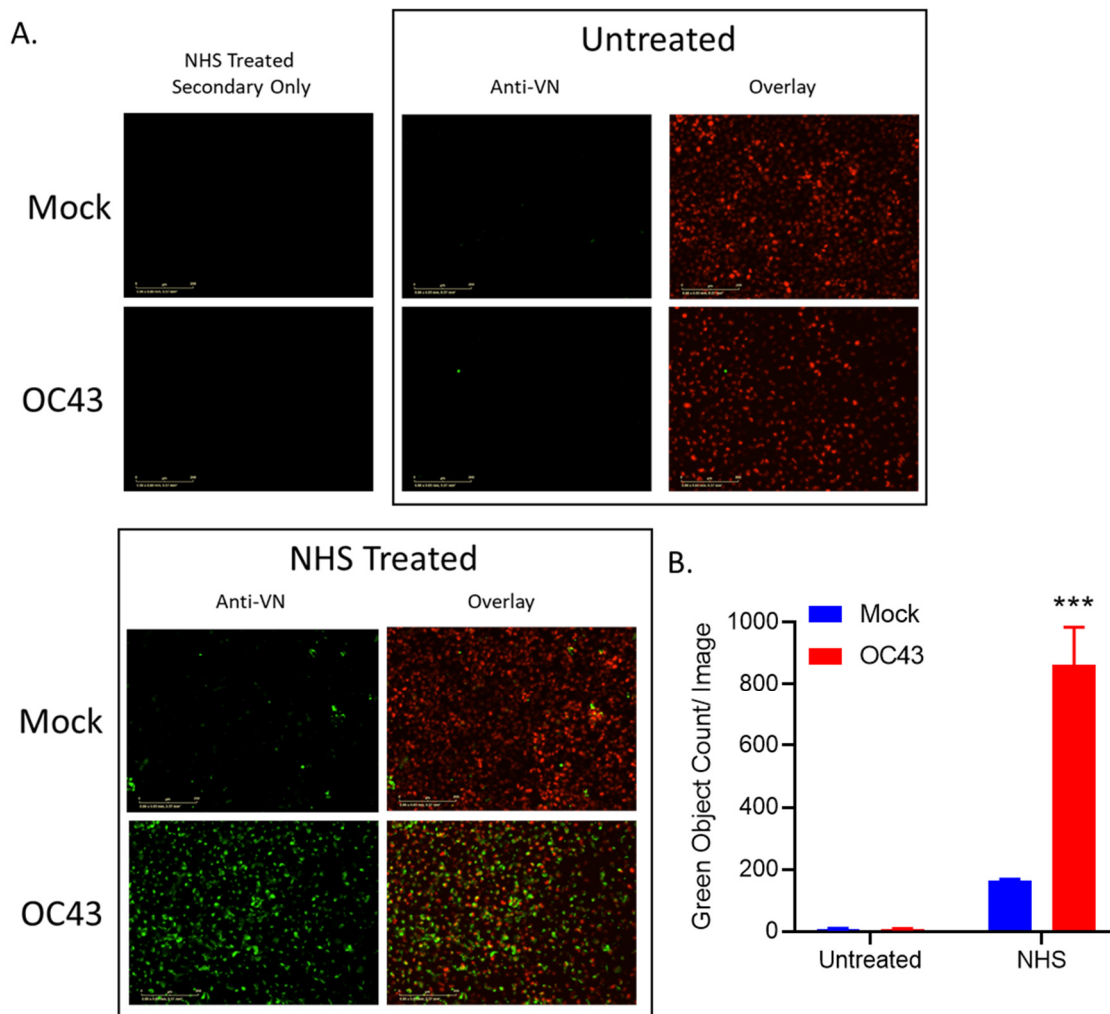 A.
NHS Treated
Secondary Only
Untreated
Anti-VN
Overlay
Mock
OC43
NHS Treated
Anti-VN
Overlay
Mock
OC43
B.
Mock
OC43
***
Green Object Count/ Image
1000
800
600
400
200
0
Untreated
NHS